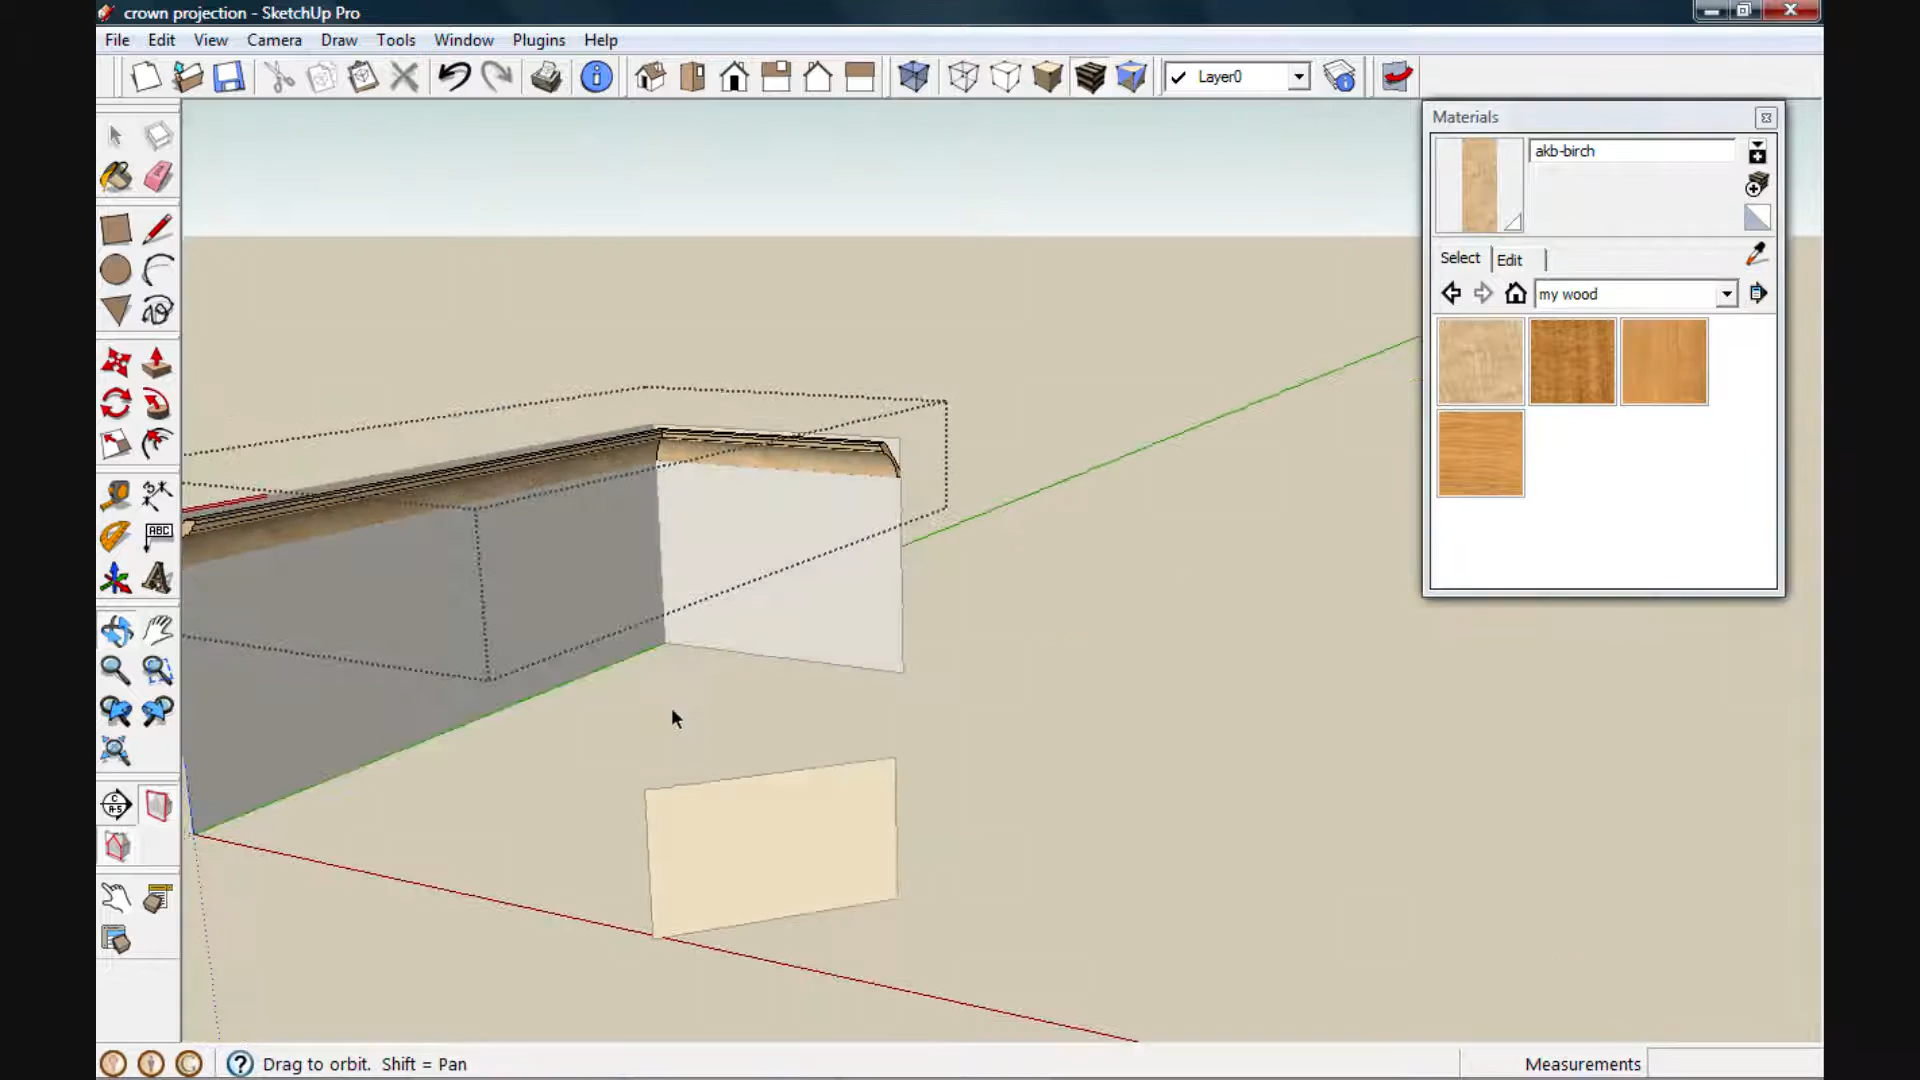 crown projection - SketchUp Pro
File Edit View Camera Draw Tools Window Plugins Help
Layer0
Materials
akb-birch
Select Edit
my wood
ABC
A
Drag to orbit. Shift = Pan
Measurements